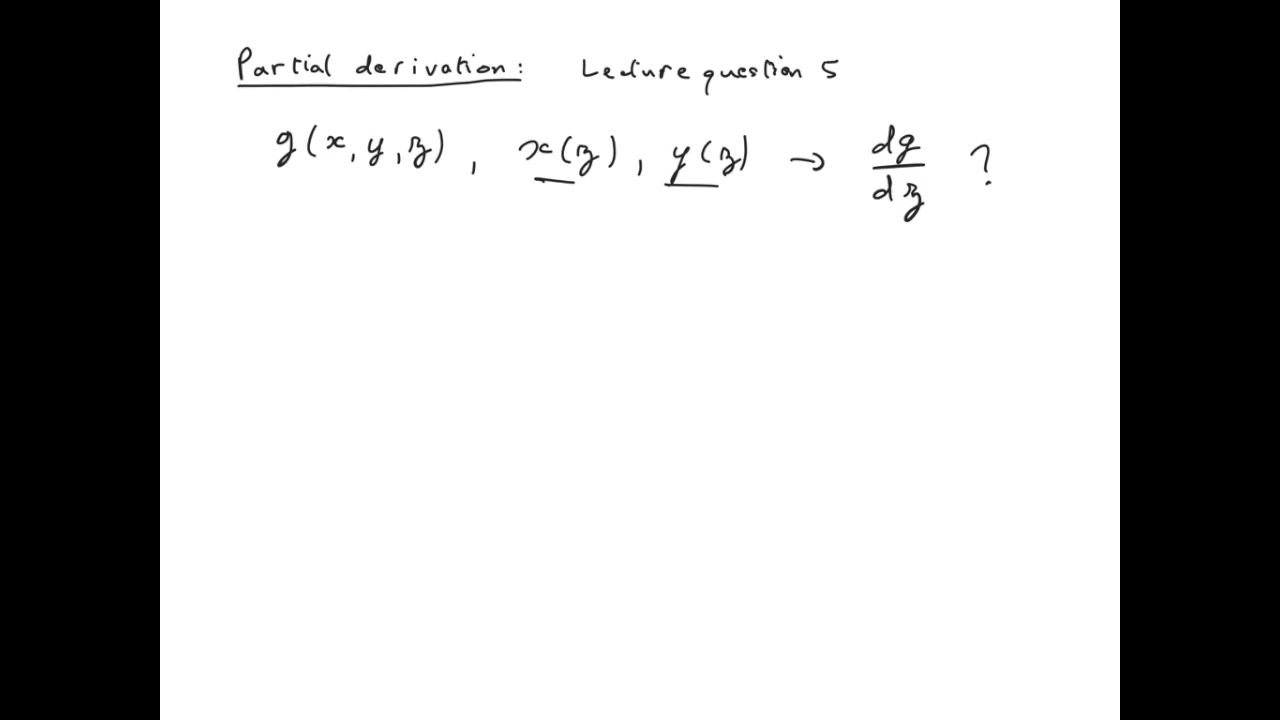 Partial derivation: Lecture question 5
g(x, y, z), x(z), y(z) → dg/dz ?